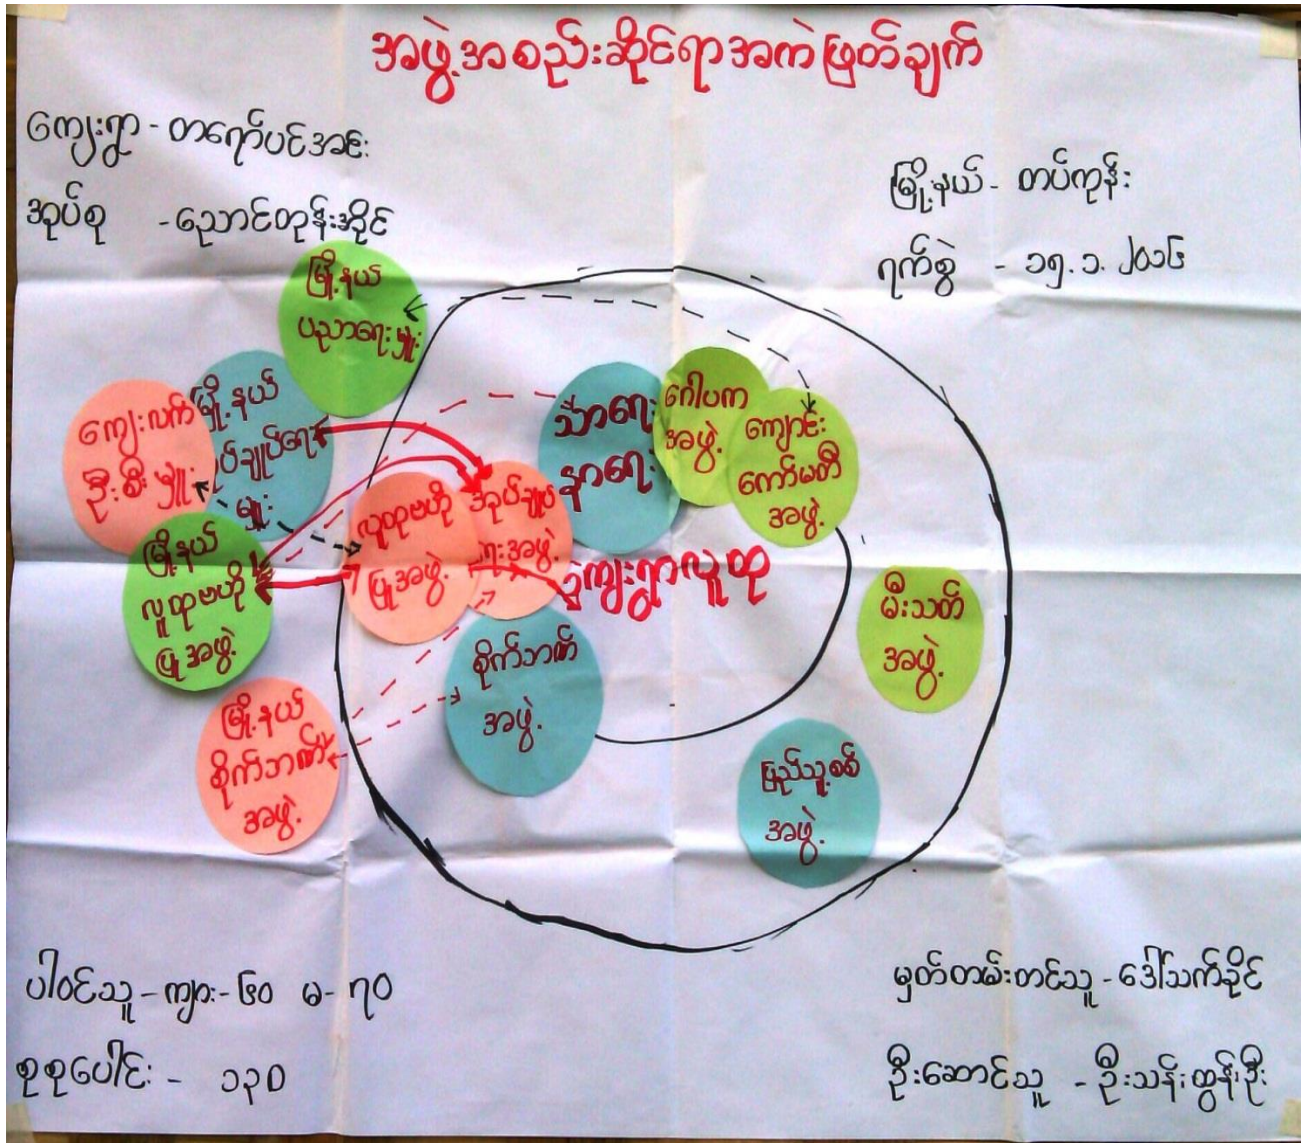 အဖွဲ့အစည်းဆိုင်ရာအကဲဖြတ်ချက်
ကျေးရွာ - တရော်ပင်အအေး
အုပ်စု - ညောင်တုန်းအိုင်
မြို့နယ် - တပ်ကုန်း
ရက်စွဲ - ၁၅.၁.၂၀၁၆
မြို့နယ်
ပညာရေးမှူး
ကျေးလက်
ဦးစီးမှူး
မြို့နယ်
အုပ်ချုပ်ရေး
မှူး
သာရေး
နာရေး
ဂေါပက
အဖွဲ့
ကျောင်း
ကော်မတီ
အဖွဲ့
လူထုဗဟို
ပြုအဖွဲ့
အုပ်ချုပ်
ရေးအဖွဲ့
မြို့နယ်
လူထုဗဟို
ပြုအဖွဲ့
ကျေးရွာလူထု
မီးသတ်
အဖွဲ့
စိုက်ဘဏ်
အဖွဲ့
မြို့နယ်
စိုက်ဘဏ်
အဖွဲ့
ပြည်သူ့စစ်
အဖွဲ့
ပါဝင်သူ - ကျား - ၆၀ မ - ၇၀
စုစုပေါင်း - ၁၃၀
မှတ်တမ်းတင်သူ - ဒေါ်သက်ခိုင်
ဦးဆောင်သူ - ဦးသန်းထွန်းဦး